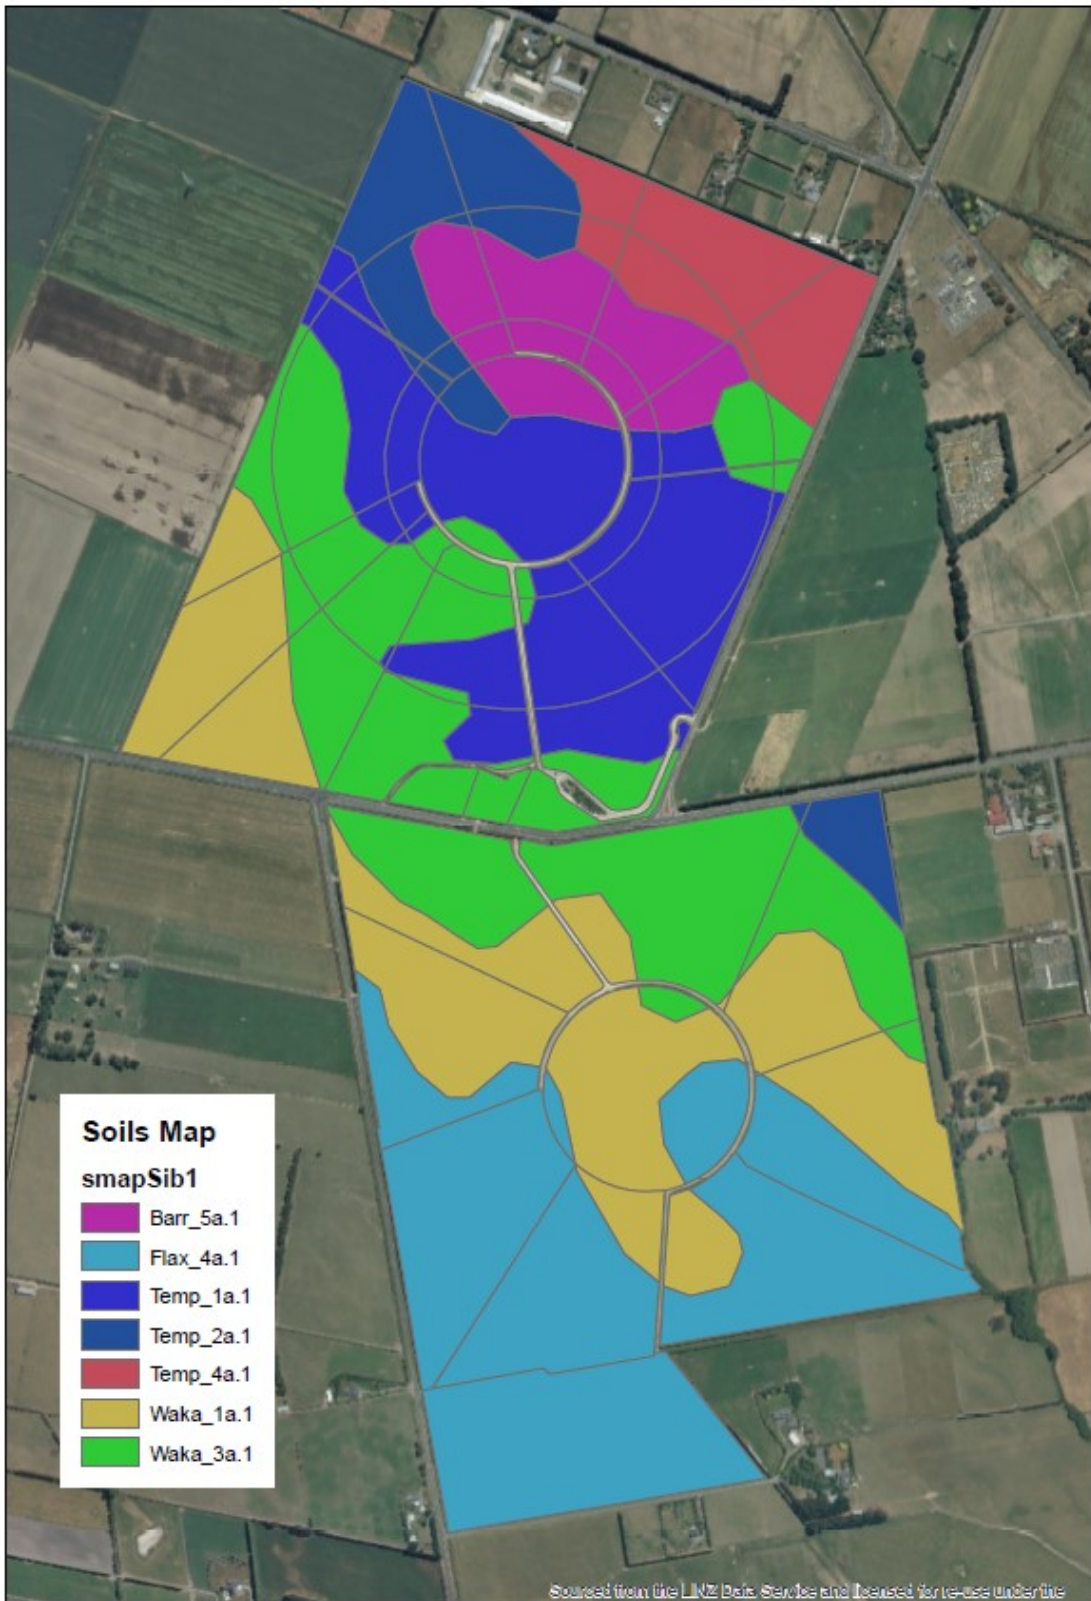 Soils Map
smapSib1
Barr_5a.1
Flax_4a.1
Temp_1a.1
Temp_2a.1
Temp_4a.1
Waka_1a.1
Waka_3a.1
Sourced from the LINZ Data Service and licensed for re-use under the